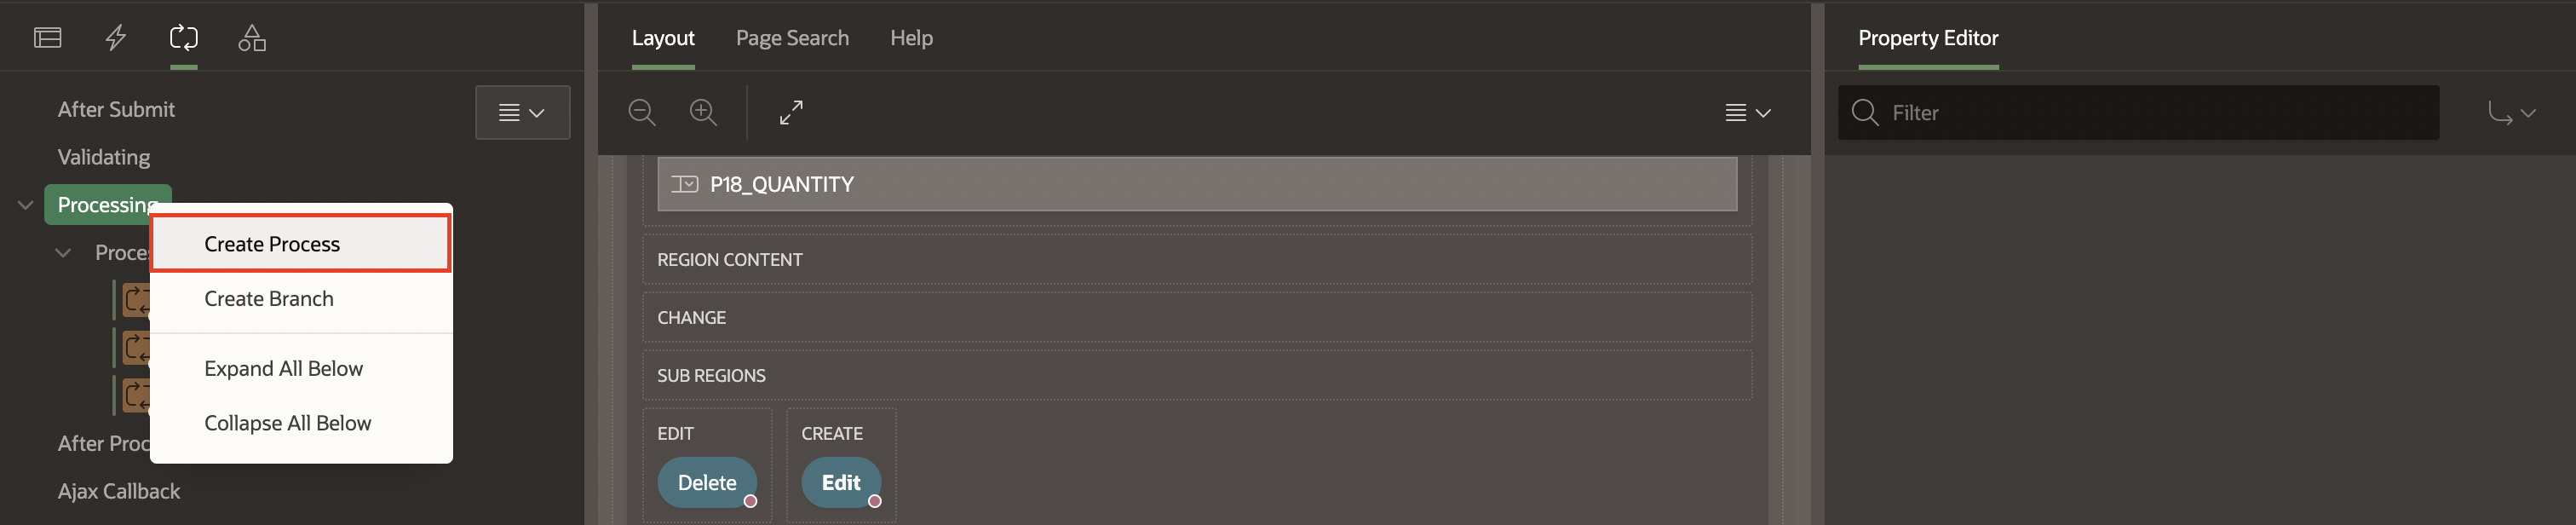 Layout Page Search Help
Property Editor
Filter
After Submit
Validating
Processing
Create Process
Create Branch
Expand All Below
Collapse All Below
After Proc
Ajax Callback
P18_QUANTITY
REGION CONTENT
CHANGE
SUB REGIONS
EDIT
CREATE
Delete
Edit